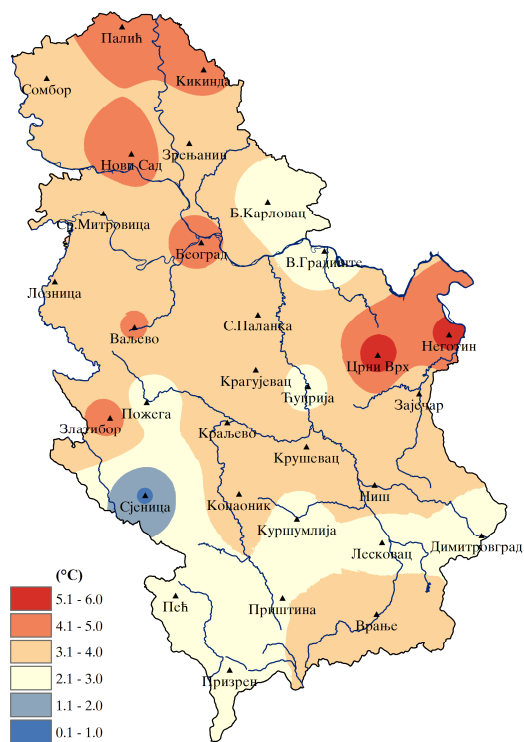 Палић
Кикинда
Сомбор
Зрењанин
Нови Сад
Б.Карловац
Ср.Митровица
Београд
В.Градиште
Лозница
С.Паланка
Ваљево
Неготин
Црни Врх
Крагујевац
Ћуприја
Зајечар
Пожега
Златибор
Краљево
Крушевац
Ниш
Сјеница
Копаоник
Куршумлија
Димитровград
Лесковац
Пећ
Приштина
Врање
Призрен
(°C)
5.1 - 6.0
4.1 - 5.0
3.1 - 4.0
2.1 - 3.0
1.1 - 2.0
0.1 - 1.0